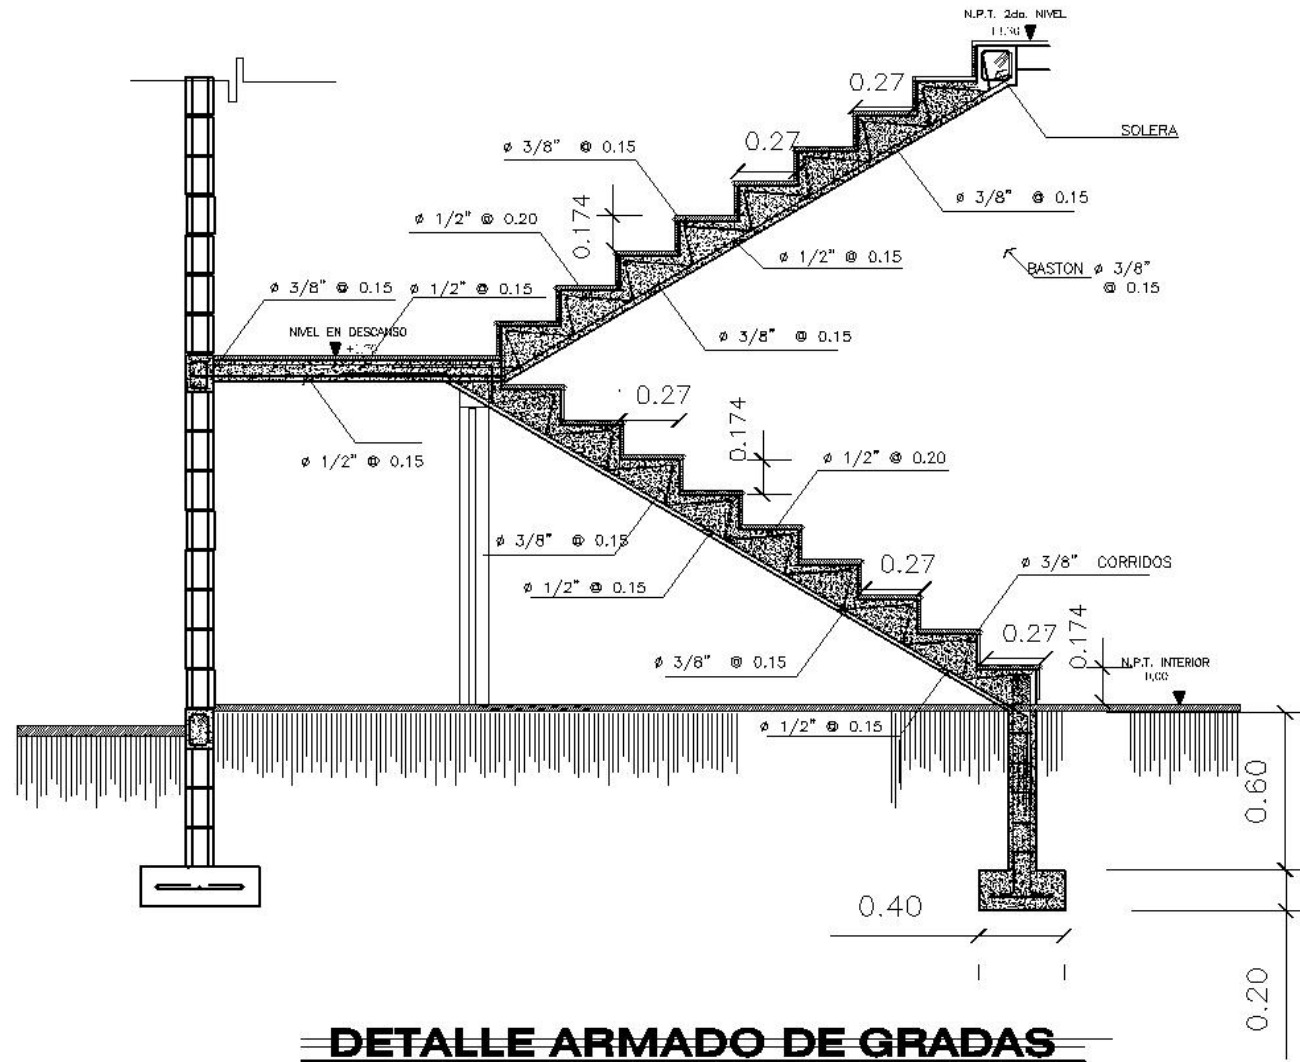 N.P.T. 2do. NIVEL
0.27
SOLERA
0.27
ø 3/8" @ 0.15
ø 3/8" @ 0.15
0.174
ø 1/2" @ 0.20
ø 1/2" @ 0.15
BASTON ø 3/8"
@ 0.15
ø 3/8" @ 0.15
ø 1/2" @ 0.15
NIVEL EN DESCANSO
ø 3/8" @ 0.15
0.27
0.174
ø 1/2" @ 0.15
ø 1/2" @ 0.20
ø 3/8" @ 0.15
ø 1/2" @ 0.15
0.27
ø 3/8" CORRIDOS
0.27
0.174
ø 3/8" @ 0.15
N.P.T. INTERIOR
ø 1/2" @ 0.15
0.60
0.40
0.20
DETALLE ARMADO DE GRADAS